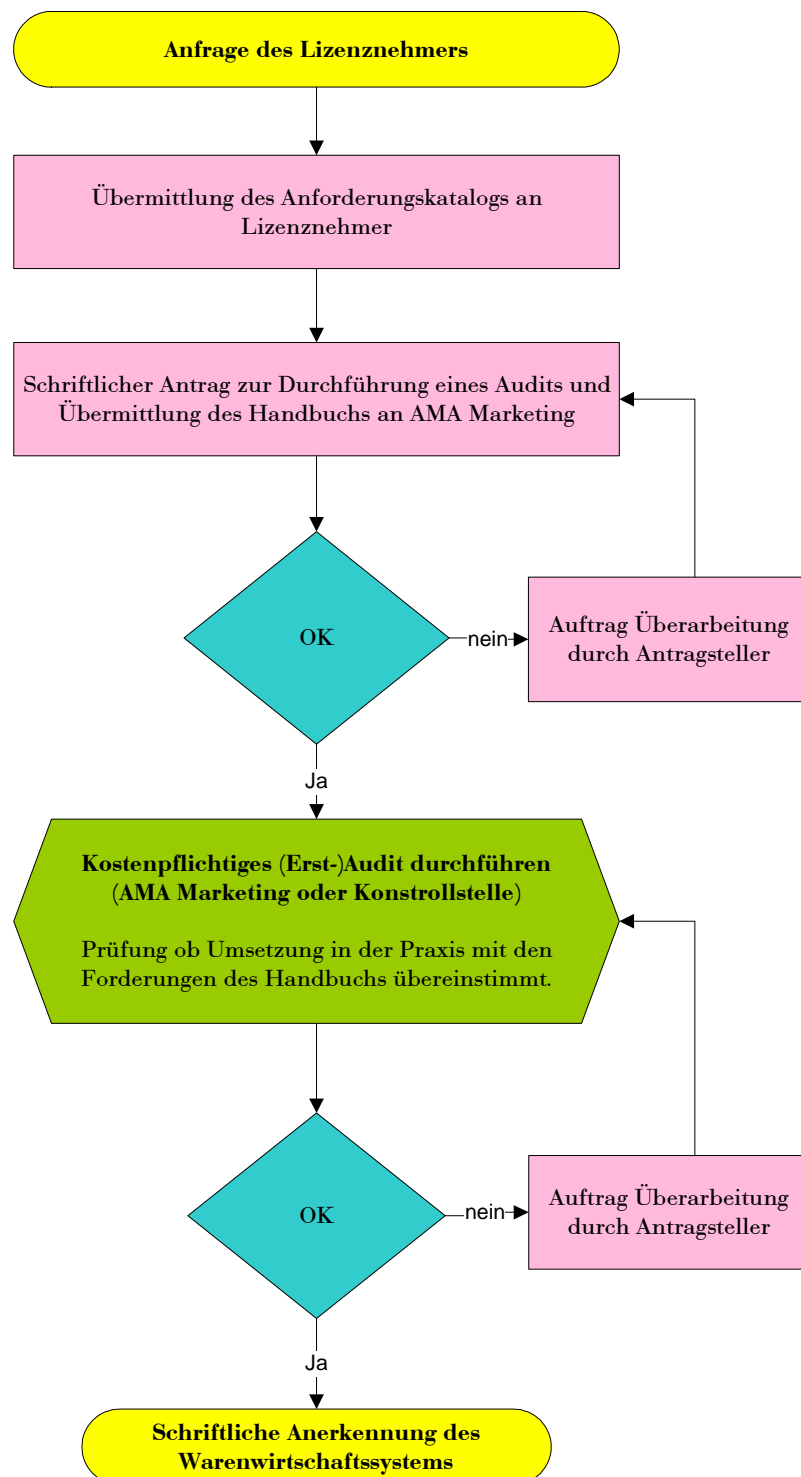 Anfrage des Lizenznehmers
Übermittlung des Anforderungskatalogs an
Lizenznehmer
Schriftlicher Antrag zur Durchführung eines Audits und
Übermittlung des Handbuchs an AMA Marketing
OK
nein
Auftrag Überarbeitung
durch Antragsteller
Ja
Kostenpflichtiges (Erst-)Audit durchführen
(AMA Marketing oder Konstrollstelle)
Prüfung ob Umsetzung in der Praxis mit den
Forderungen des Handbuchs übereinstimmt.
OK
nein
Auftrag Überarbeitung
durch Antragsteller
Ja
Schriftliche Anerkennung des
Warenwirtschaftssystems